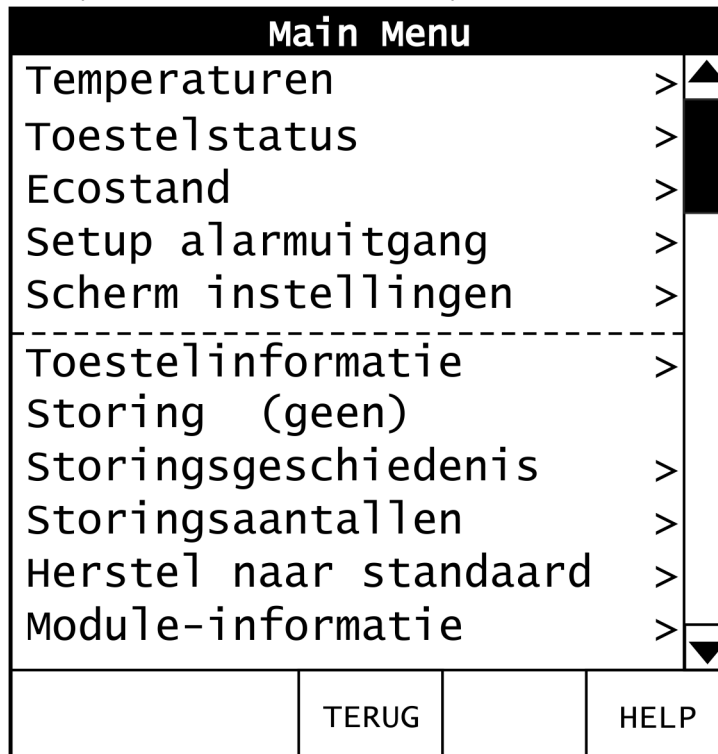 Main Menu
Temperaturen >
Toestelstatus >
Ecostand >
Setup alarmuitgang >
Scherm instellingen >
Toestelinformatie >
Storing (geen)
Storingsgeschiedenis >
Storingsaantallen >
Herstel naar standaard >
Module-informatie >
TERUG HELP